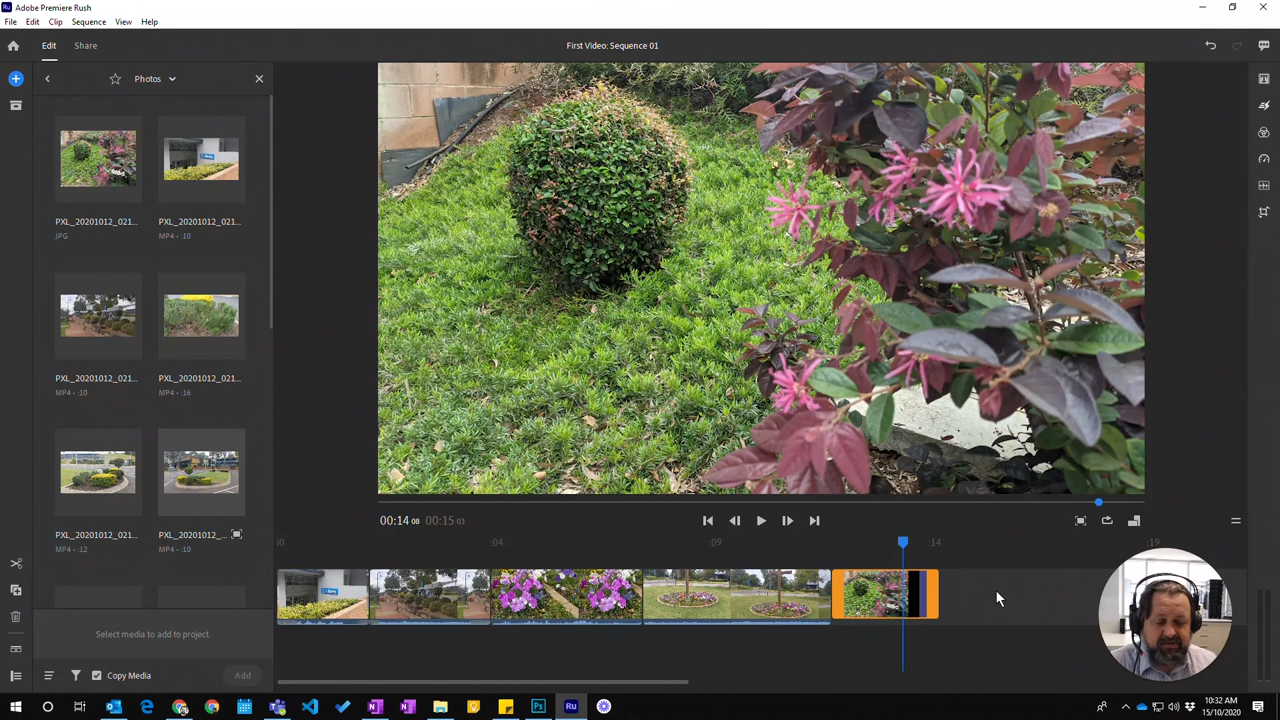 Adobe Premiere Rush
File Edit Clip Sequence View Help
Edit Share First Video: Sequence 01
Photos
PXL_20201012_021... PXL_20201012_021...
JPG MP4 • :10
PXL_20201012_021... PXL_20201012_021...
MP4 • :10 MP4 • :16
PXL_20201012_021... PXL_20201012_...
MP4 • :12 MP4 • :10
00:14 08 00:15 03
:00 :04 :09 :14 :19
Select media to add to project.
Copy Media Add
10:32 AM
15/10/2020